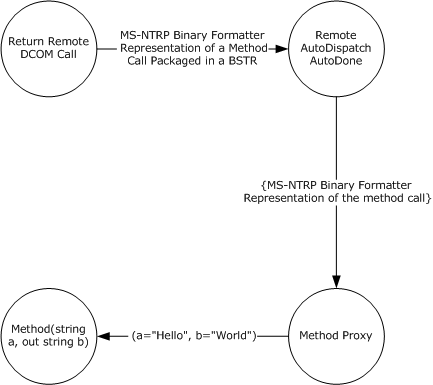 Return Remote
DCOM Call
MS-NTRP Binary Formatter
Representation of a Method
Call Packaged in a BSTR
Remote
AutoDispatch
AutoDone
{MS-NTRP Binary Formatter
Representation of the method call}
Method(string
a, out string b)
(a="Hello", b="World")
Method Proxy